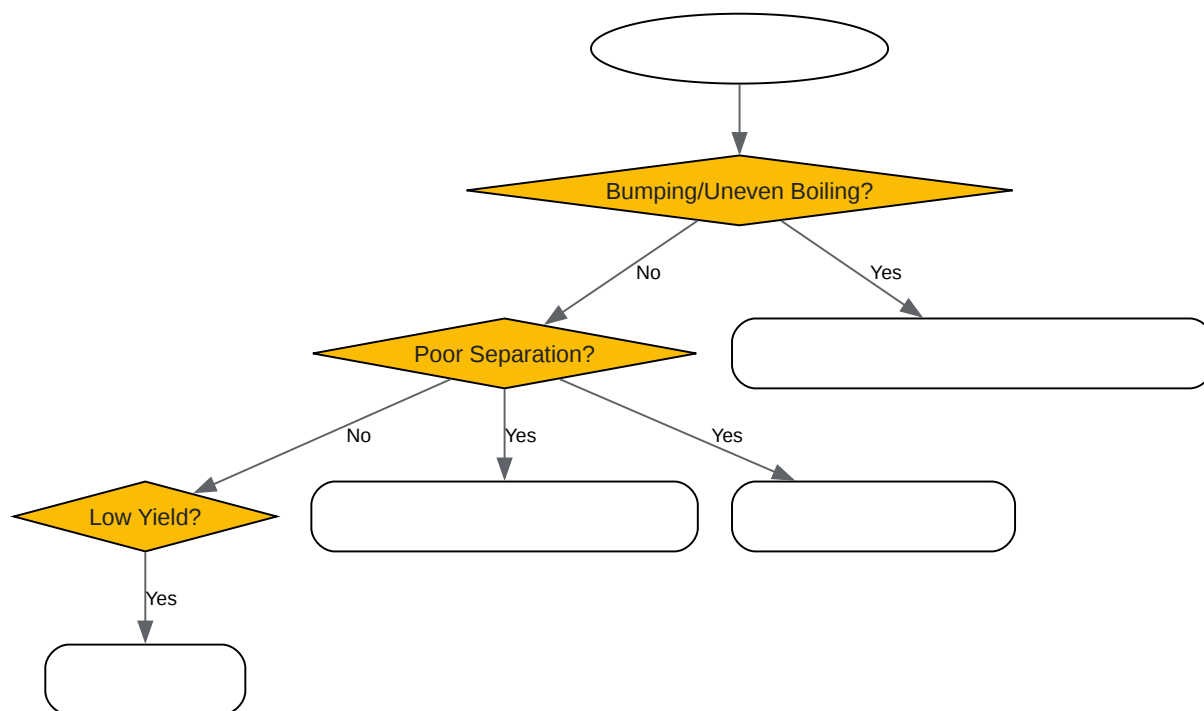 Bumping/Uneven Boiling?
No
Yes
Poor Separation?
No
Yes
Yes
Low Yield?
Yes